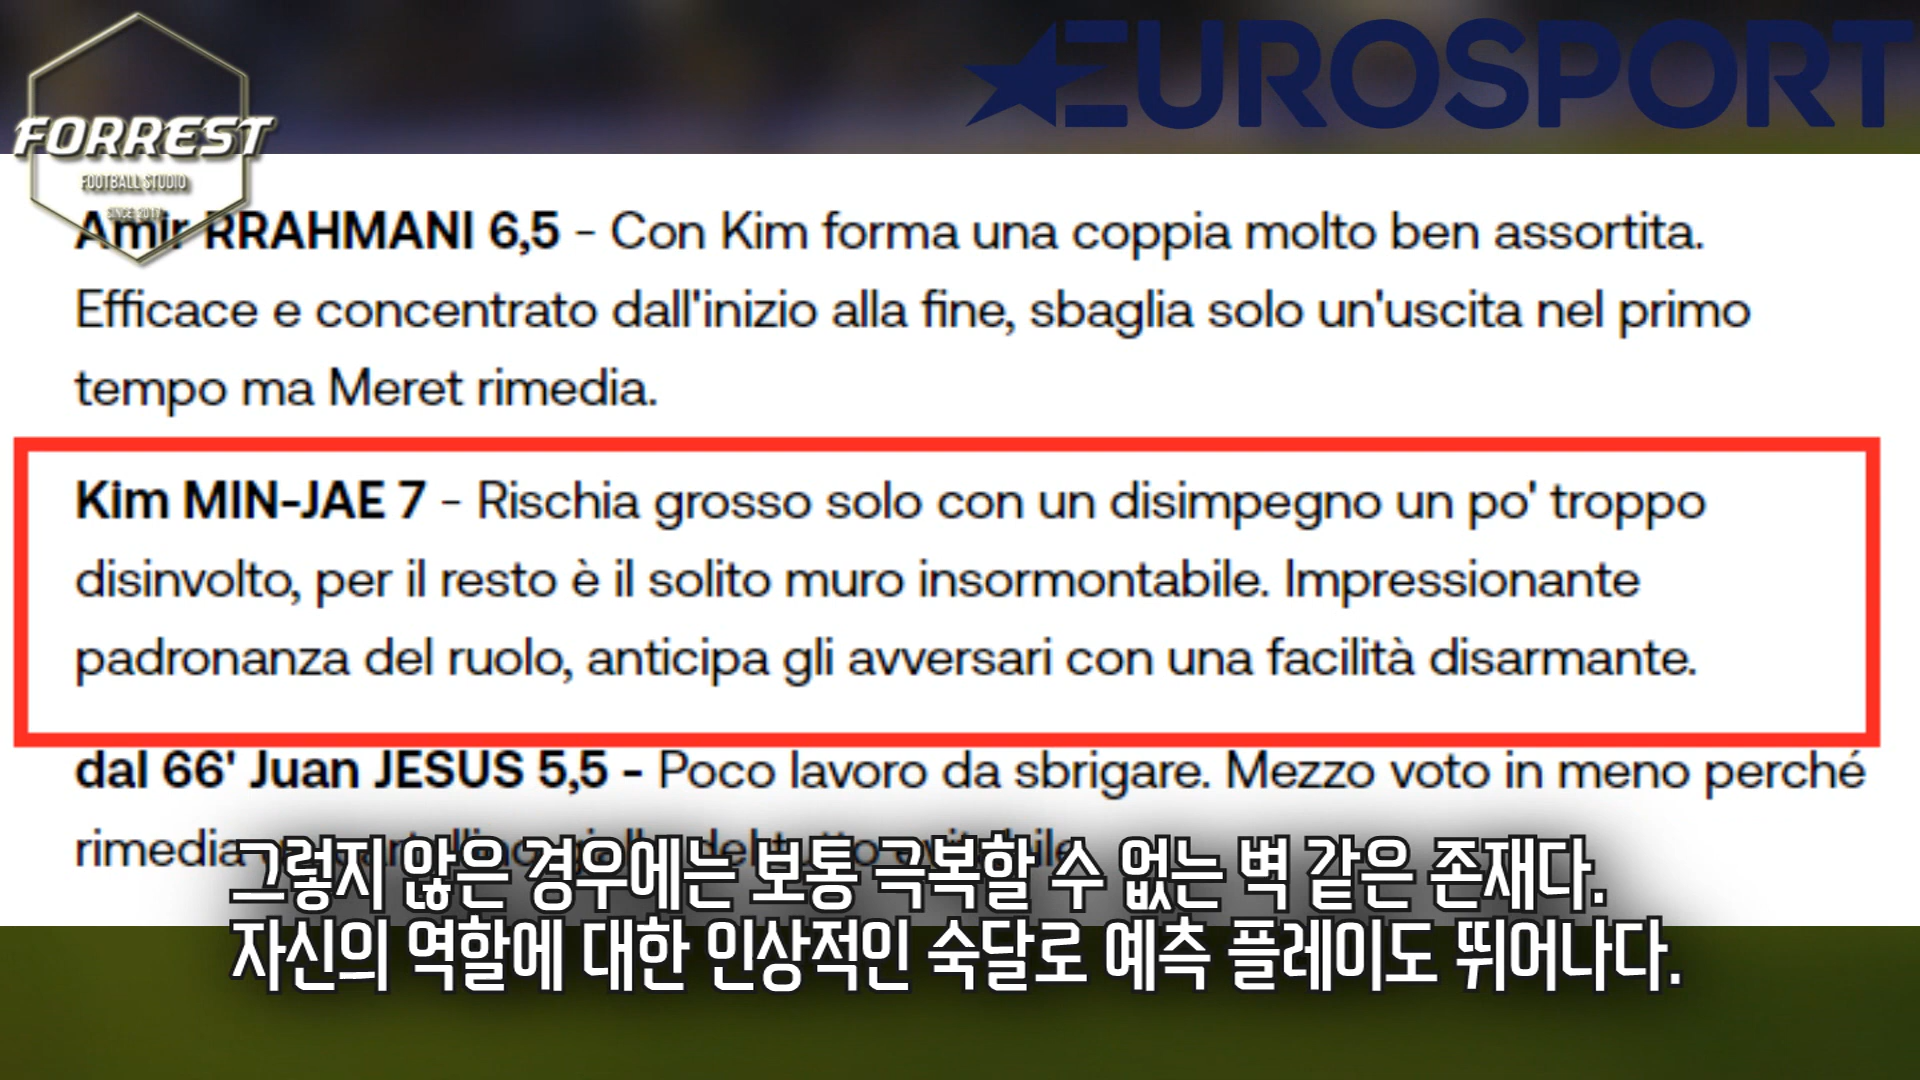 EUROSPORT
FORREST
FOOTBALL STUDIO
SINCE 2017
Amir RRAHMANI 6,5 - Con Kim forma una coppia molto ben assortita.
Efficace e concentrato dall'inizio alla fine, sbaglia solo un'uscita nel primo
tempo ma Meret rimedia.
Kim MIN-JAE 7 - Rischia grosso solo con un disimpegno un po' troppo
disinvolto, per il resto è il solito muro insormontabile. Impressionante
padronanza del ruolo, anticipa gli avversari con una facilità disarmante.
dal 66' Juan JESUS 5,5 - Poco lavoro da sbrigare. Mezzo voto in meno perché
rimedia
그렇지 않은 경우에는 보통 극복할 수 없는 벽 같은 존재다.
자신의 역할에 대한 인상적인 숙달로 예측 플레이도 뛰어나다.